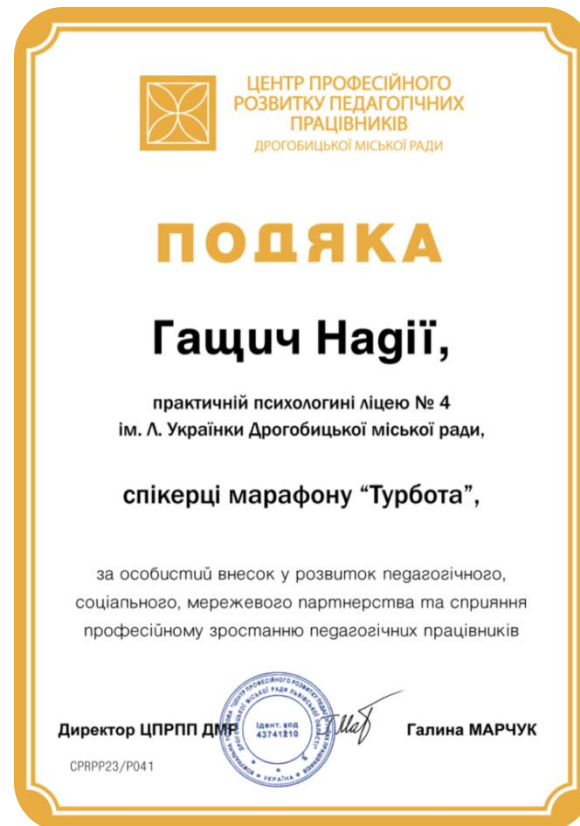 ЦЕНТР ПРОФЕСІЙНОГО
РОЗВИТКУ ПЕДАГОГІЧНИХ
ПРАЦІВНИКІВ
ДРОГОБИЦЬКОЇ МІСЬКОЇ РАДИ
ПОДЯКА
Гащич Надії,
практичній психологині ліцею № 4
ім. Л. Українки Дрогобицької міської ради,
спікерці марафону “Турбота”,
за особистий внесок у розвиток педагогічного,
соціального, мережевого партнерства та сприяння
професійному зростанню педагогічних працівників
Директор ЦПРПП ДМР
Ідент. код
43741210
УКРАЇНА
Галина МАРЧУК
CPRPP23/P041